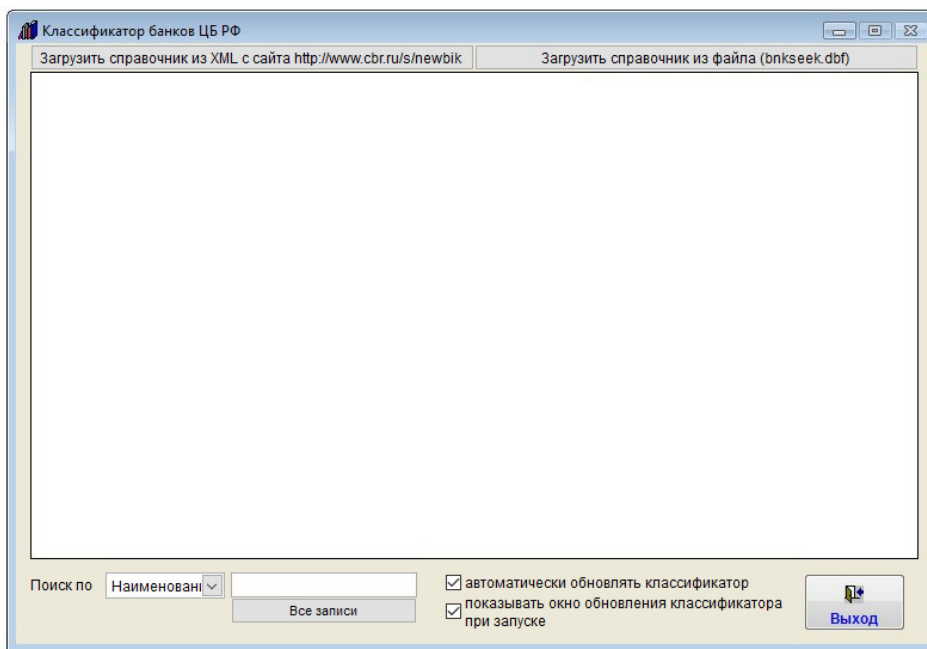 Классификатор банков ЦБ РФ
Загрузить справочник из XML с сайта http://www.cbr.ru/s/newbik
Загрузить справочник из файла (bnkseek.dbf)
Поиск по
Наименовани
Все записи
автоматически обновлять классификатор
показывать окно обновления классификатора
при запуске
Выход